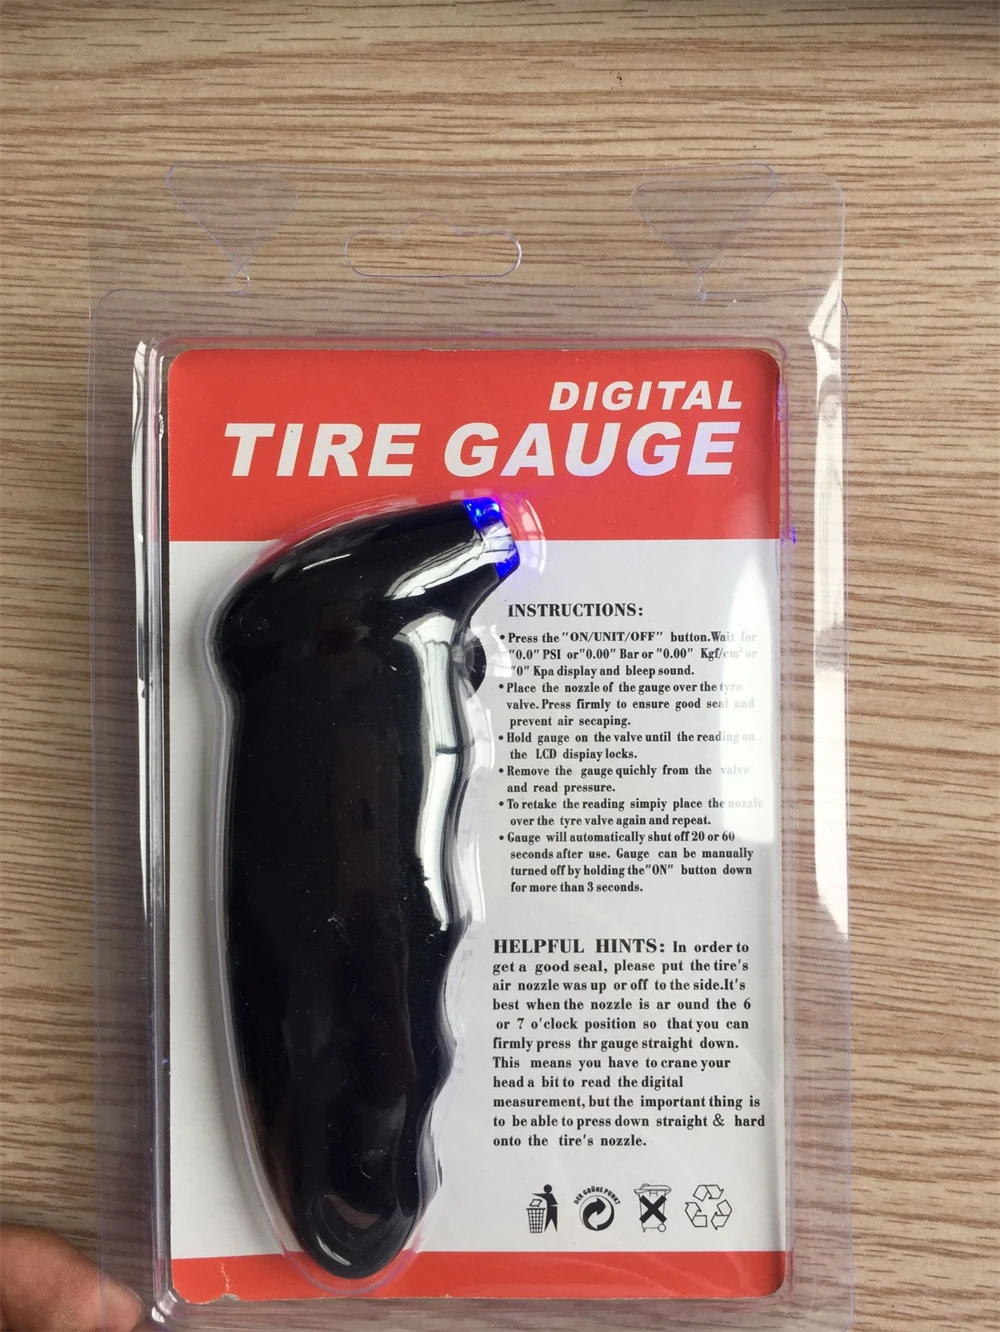 DIGITAL
TIRE GAUGE
INSTRUCTIONS:
• Press the "ON/UNIT/OFF" button.Wait for
"0.0" PSI or "0.00" Bar or "0.00" Kgf/cm² or
"0" Kpa display and bleep sound.
• Place the nozzle of the gauge over the tyre
valve. Press firmly to ensure good seal and
prevent air secaping.
• Hold gauge on the valve until the reading on
the LCD display locks.
• Remove the gauge quickly from the valve
and read pressure.
• To retake the reading simpiy place the nozzle
over the tyre valve again and repeat.
• Gauge will automatically shut off 20 or 60
seconds after use. Gauge can be manually
turned off by holding the "ON" button down
for more than 3 seconds.
HELPFUL HINTS: In order to
get a good seal, please put the tire's
air nozzle was up or off to the side.It's
best when the nozzle is ar ound the 6
or 7 o'clock position so that you can
firmly press thr gauge straight down.
This means you have to crane your
head a bit to read the digital
measurement, but the important thing is
to be able to press down straight & hard
onto the tire's nozzle.
DER GRÜNE PUNKT